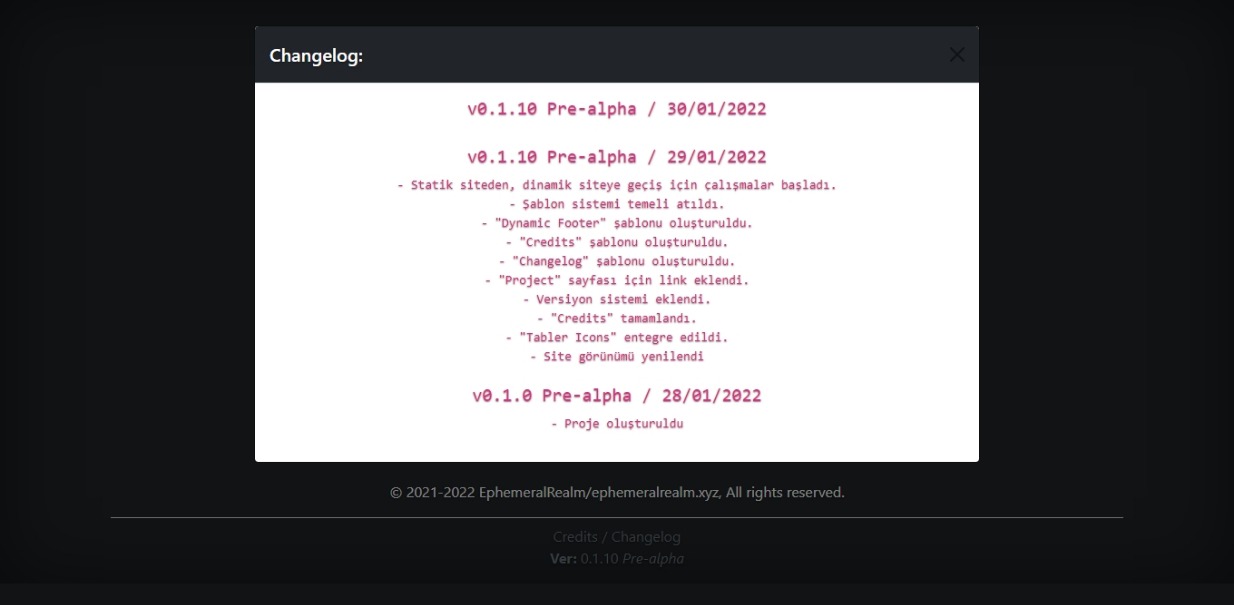 Changelog:
v0.1.10 Pre-alpha / 30/01/2022
v0.1.10 Pre-alpha / 29/01/2022
- Statik siteden, dinamik siteye geçiş için çalışmalar başladı.
- Şablon sistemi temeli atıldı.
- "Dynamic Footer" şablonu oluşturuldu.
- "Credits" şablonu oluşturuldu.
- "Changelog" şablonu oluşturuldu.
- "Project" sayfası için link eklendi.
- Versiyon sistemi eklendi.
- "Credits" tamamlandı.
- "Tabler Icons" entegre edildi.
- Site görünümü yenilendi
v0.1.0 Pre-alpha / 28/01/2022
- Proje oluşturuldu
© 2021-2022 EphemeralRealm/ephemeralrealm.xyz, All rights reserved.
Credits / Changelog
Ver: 0.1.10 Pre-alpha